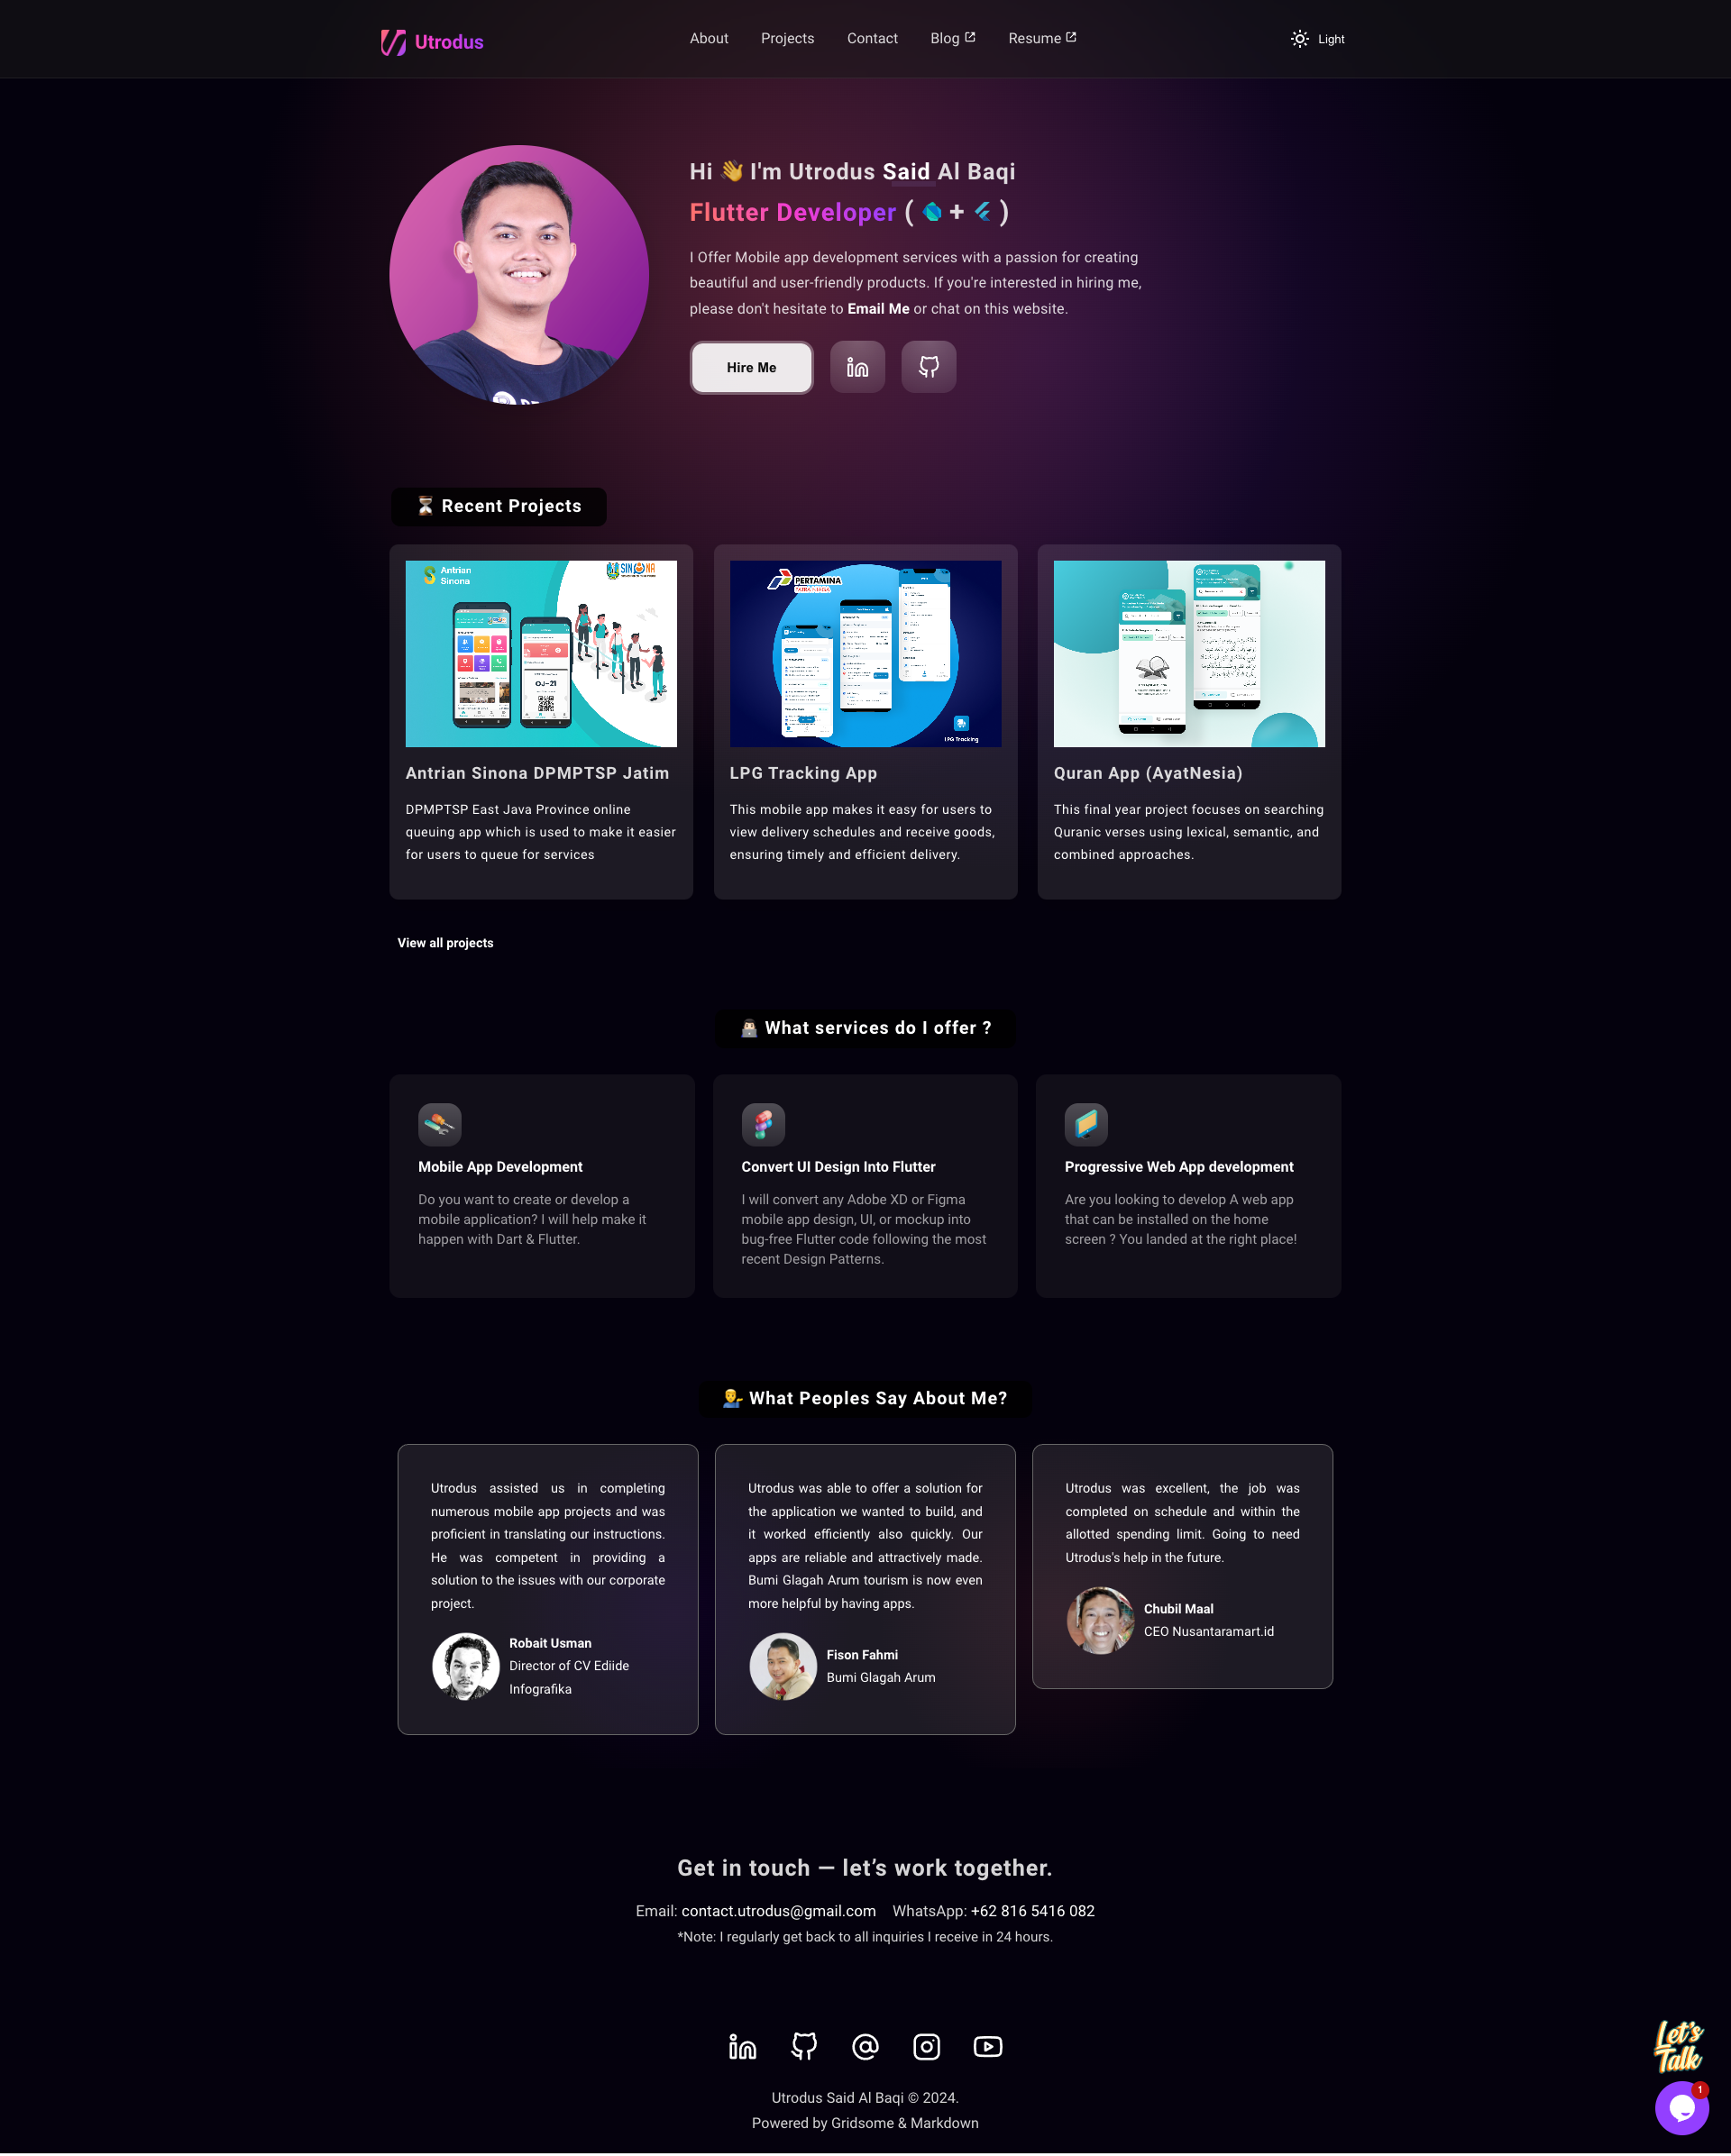 Utrodus
About
Projects
Contact
Blog
Resume
Light
Hi 👋 I'm Utrodus Said Al Baqi
Flutter Developer ( + )
I Offer Mobile app development services with a passion for creating
beautiful and user-friendly products. If you're interested in hiring me,
please don't hesitate to Email Me or chat on this website.
Hire Me
⏳ Recent Projects
Antrian
Sinona
SINONA
OJ-21
PERTAMINA
LPG Tracking
Antrian Sinona DPMPTSP Jatim
DPMPTSP East Java Province online
queuing app which is used to make it easier
for users to queue for services
LPG Tracking App
This mobile app makes it easy for users to
view delivery schedules and receive goods,
ensuring timely and efficient delivery.
Quran App (AyatNesia)
This final year project focuses on searching
Quranic verses using lexical, semantic, and
combined approaches.
View all projects
What services do I offer ?
Mobile App Development
Do you want to create or develop a
mobile application? I will help make it
happen with Dart & Flutter.
Convert UI Design Into Flutter
I will convert any Adobe XD or Figma
mobile app design, UI, or mockup into
bug-free Flutter code following the most
recent Design Patterns.
Progressive Web App development
Are you looking to develop A web app
that can be installed on the home
screen ? You landed at the right place!
What Peoples Say About Me?
Utrodus assisted us in completing
numerous mobile app projects and was
proficient in translating our instructions.
He was competent in providing a
solution to the issues with our corporate
project.
Robait Usman
Director of CV Ediide
Infografika
Utrodus was able to offer a solution for
the application we wanted to build, and
it worked efficiently also quickly. Our
apps are reliable and attractively made.
Bumi Glagah Arum tourism is now even
more helpful by having apps.
Fison Fahmi
Bumi Glagah Arum
Utrodus was excellent, the job was
completed on schedule and within the
allotted spending limit. Going to need
Utrodus's help in the future.
Chubil Maal
CEO Nusantaramart.id
Get in touch — let’s work together.
Email: contact.utrodus@gmail.com WhatsApp: +62 816 5416 082
*Note: I regularly get back to all inquiries I receive in 24 hours.
Let's
Talk
1
Utrodus Said Al Baqi © 2024.
Powered by Gridsome & Markdown